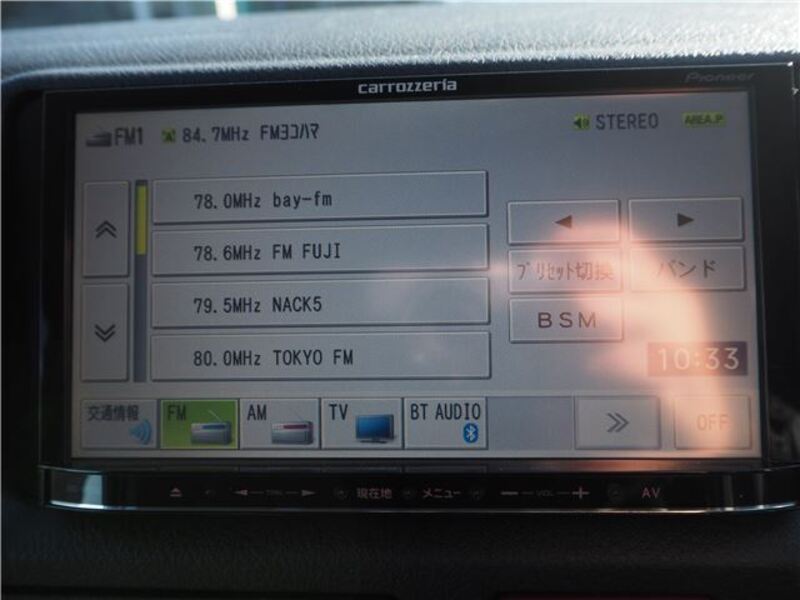 carrozzeria
Pioneer
FM1 84.7MHz FMヨコハマ STEREO AREA.P
78.0MHz bay-fm
78.6MHz FM FUJI
79.5MHz NACK5
80.0MHz TOKYO FM
プリセット切換 バンド
BSM
10:33
交通情報 FM AM TV BT AUDIO OFF
現在地 メニュー VOL AV